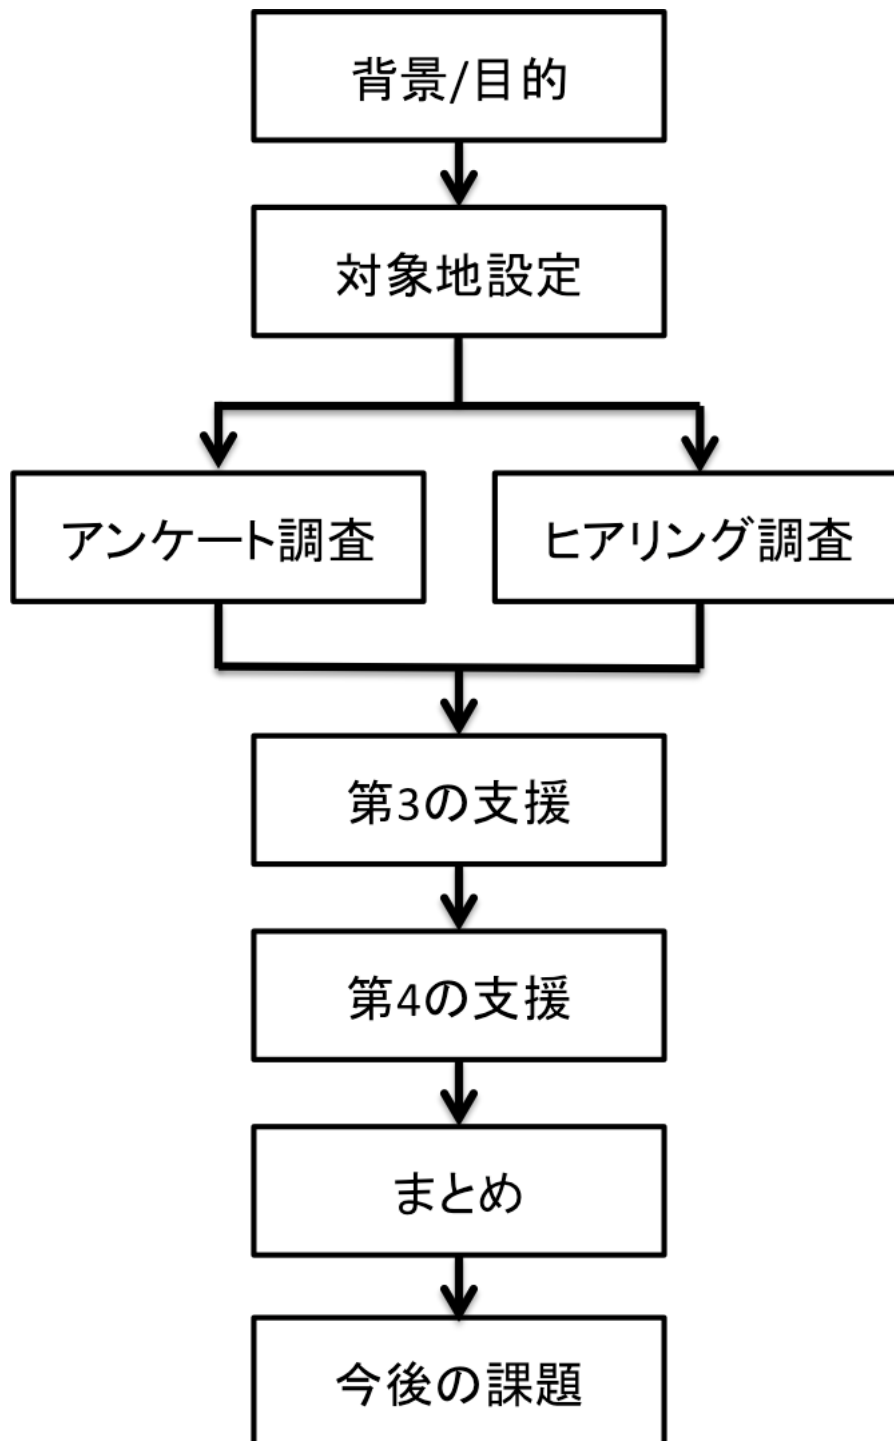 背景/目的
対象地設定
アンケート調査
ヒアリング調査
第3の支援
第4の支援
まとめ
今後の課題